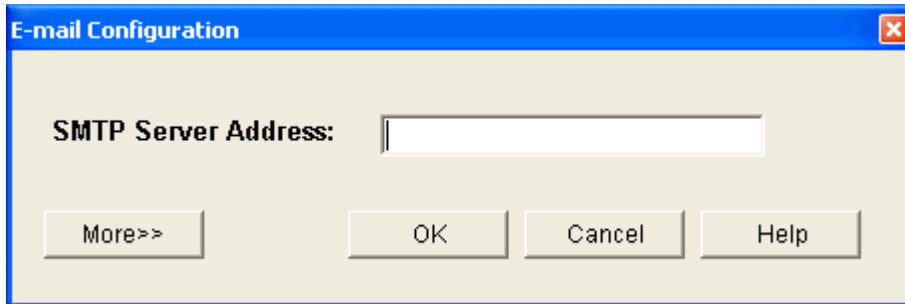 E-mail Configuration
SMTP Server Address:
More>> OK Cancel Help